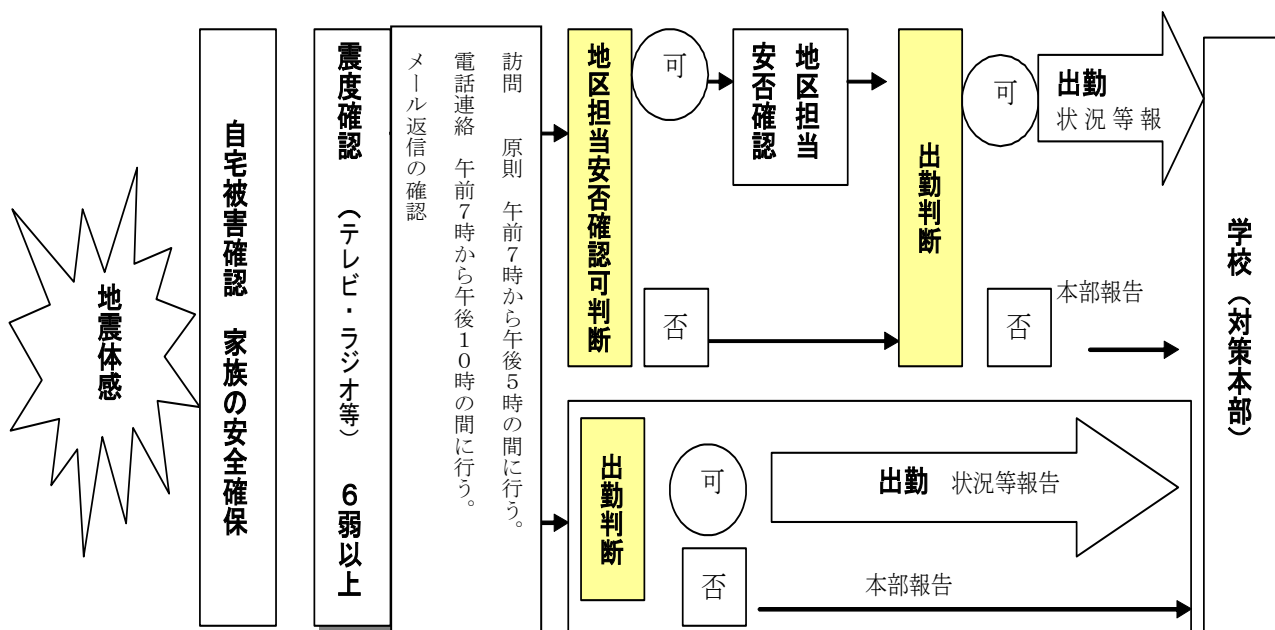 地震体感
自宅被害確認 家族の安全確保
震度確認 (テレビ・ラジオ等) 6弱以上
訪問 原則 午前7時から午後5時の間に行う。
電話連絡 午前7時から午後10時の間に行う。
メール返信の確認
地区担当安否確認可判断
可
地区担当
安否確認
否
出勤判断
可
出勤
状況等報
否
本部報告
出勤判断
可
出勤 状況等報告
否
本部報告
学校(対策本部)